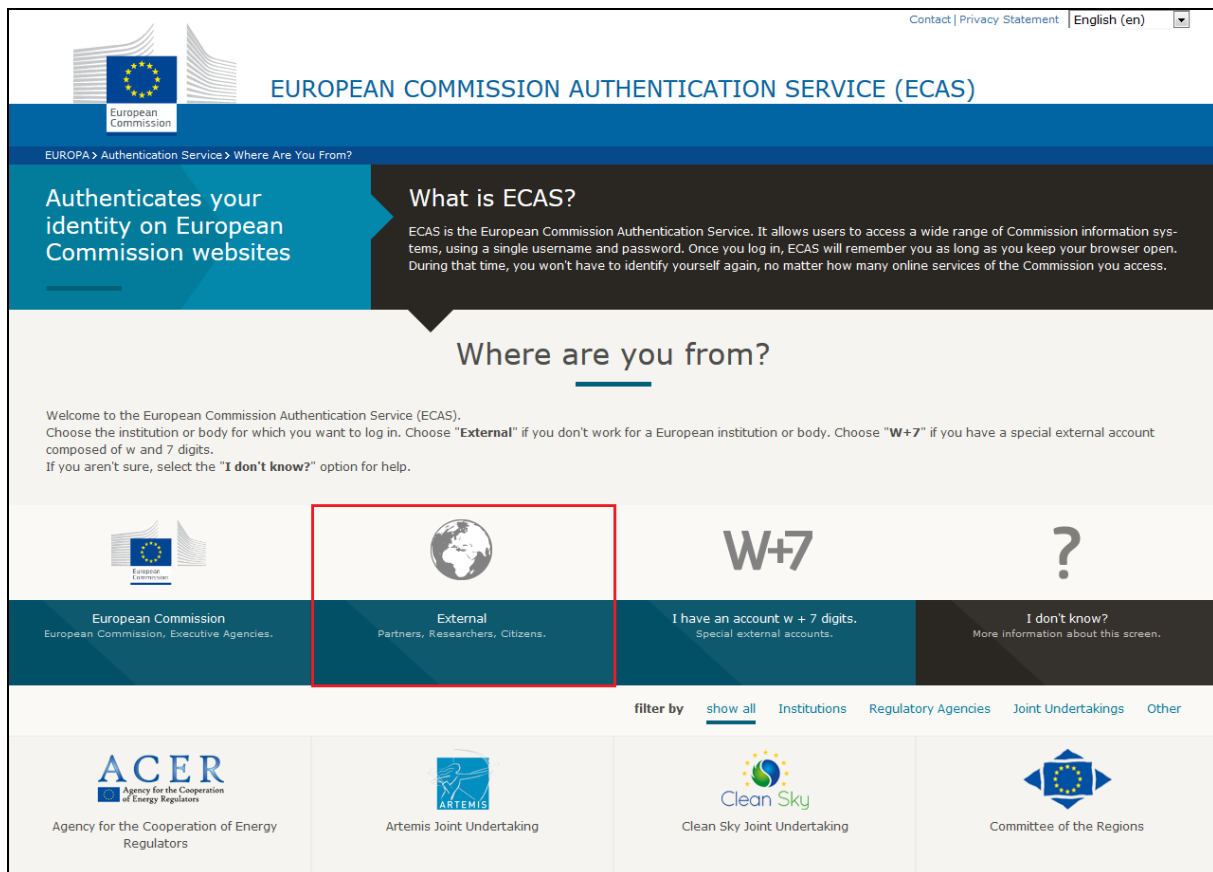 Contact | Privacy Statement English (en)
European
Commission
EUROPEAN COMMISSION AUTHENTICATION SERVICE (ECAS)
EUROPA > Authentication Service > Where Are You From?
Authenticates your
identity on European
Commission websites
What is ECAS?
ECAS is the European Commission Authentication Service. It allows users to access a wide range of Commission information sys-
tems, using a single username and password. Once you log in, ECAS will remember you as long as you keep your browser open.
During that time, you won't have to identify yourself again, no matter how many online services of the Commission you access.
Where are you from?
Welcome to the European Commission Authentication Service (ECAS).
Choose the institution or body for which you want to log in. Choose "External" if you don't work for a European institution or body. Choose "W+7" if you have a special external account
composed of w and 7 digits.
If you aren't sure, select the "I don't know?" option for help.
European
Commission
W+7
?
European Commission
European Commission, Executive Agencies.
External
Partners, Researchers, Citizens.
I have an account w + 7 digits.
Special external accounts.
I don't know?
More information about this screen.
filter by show all Institutions Regulatory Agencies Joint Undertakings Other
ACER
Agency for the Cooperation
of Energy Regulators
Agency for the Cooperation of Energy
Regulators
ARTEMIS
Artemis Joint Undertaking
Clean Sky
Clean Sky Joint Undertaking
Committee of the Regions